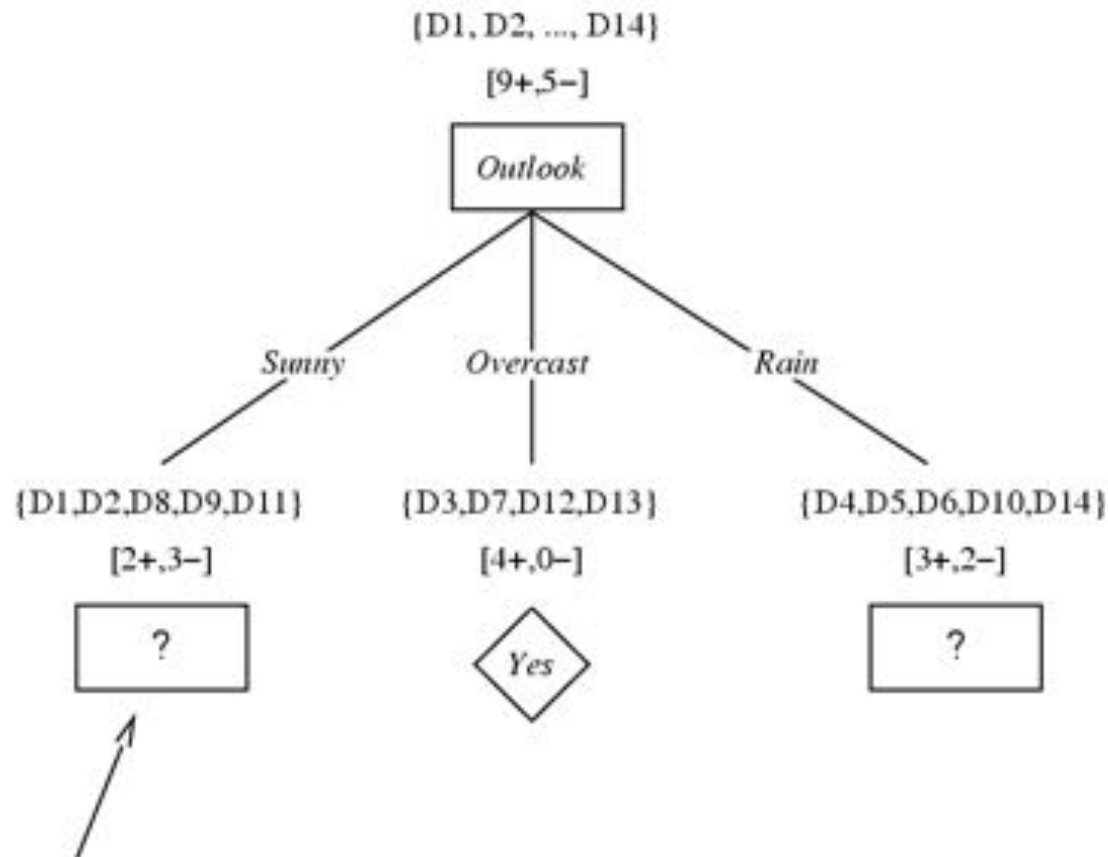 {D1, D2, ..., D14}
[9+,5−]
Outlook
Sunny
Overcast
Rain
{D1,D2,D8,D9,D11}
{D3,D7,D12,D13}
{D4,D5,D6,D10,D14}
[2+,3−]
[4+,0−]
[3+,2−]
?
Yes
?